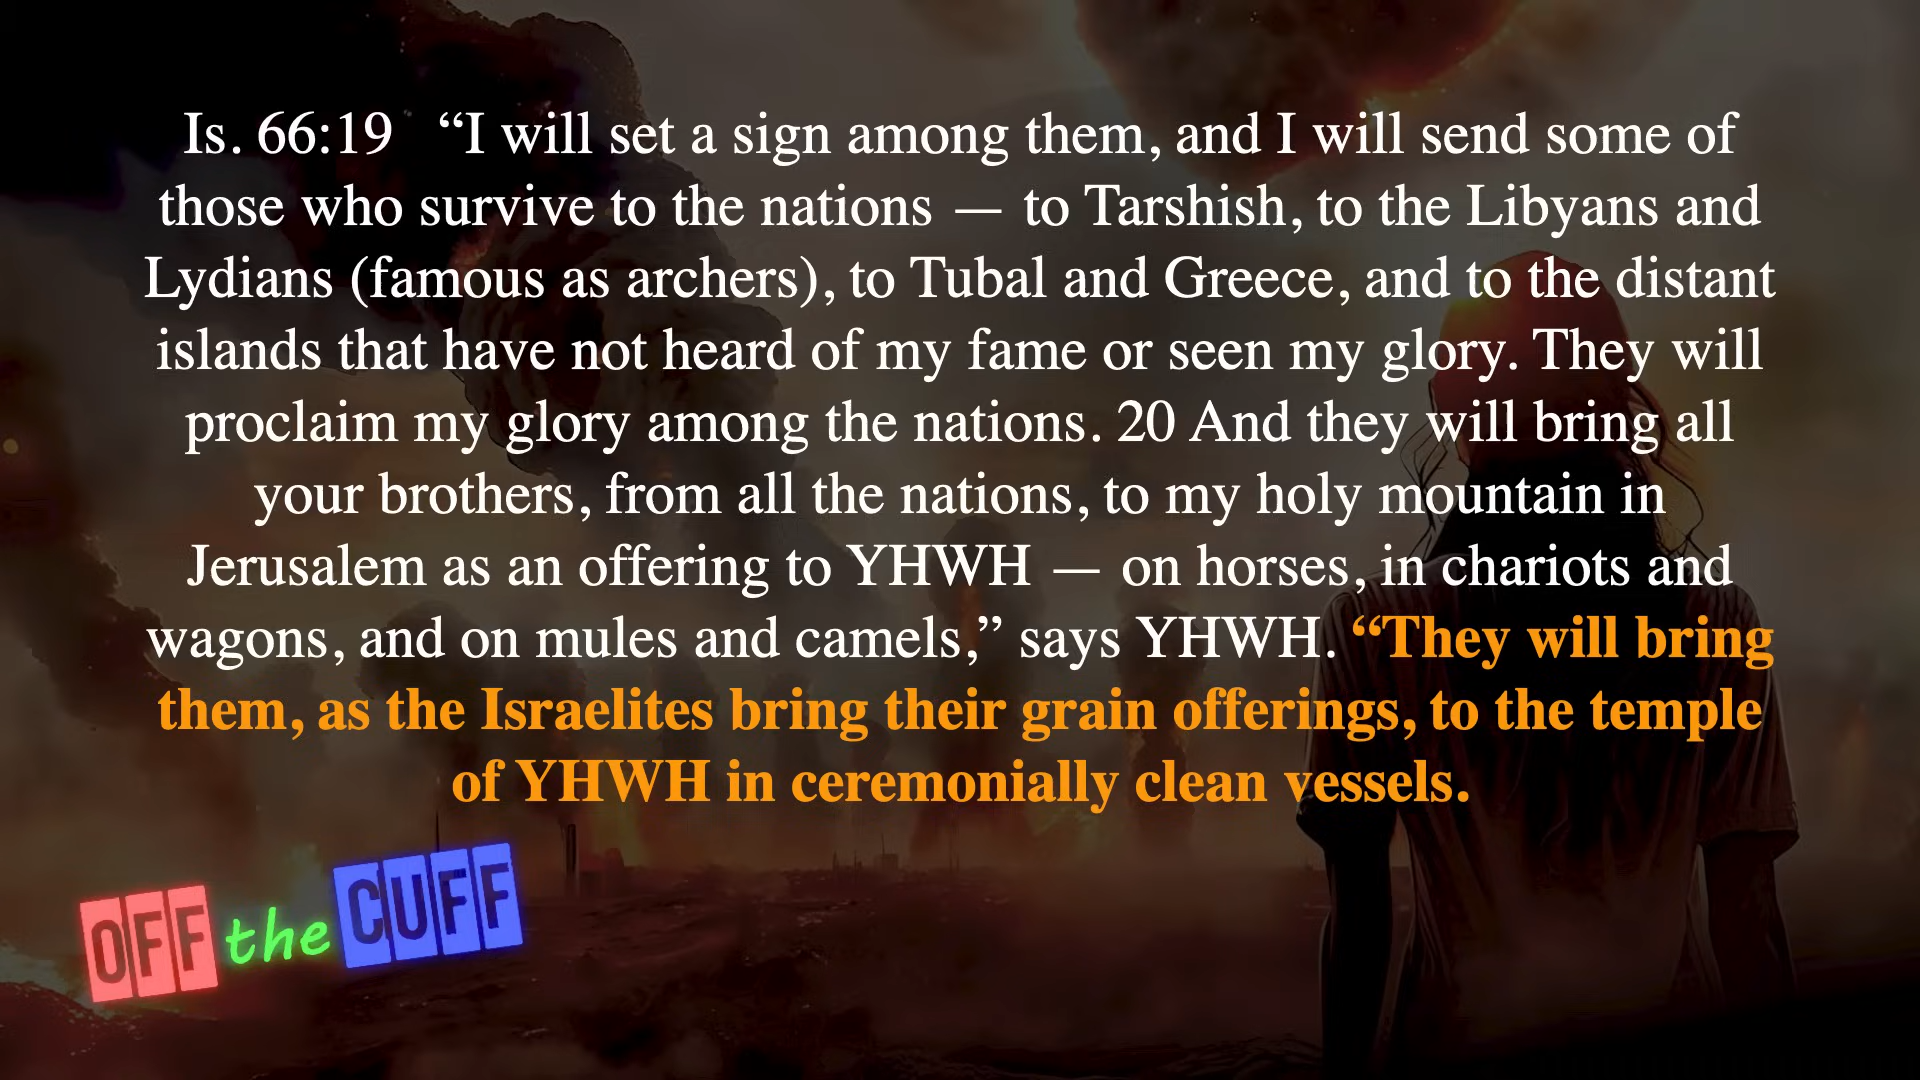 Is. 66:19   “I will set a sign among them, and I will send some of
those who survive to the nations — to Tarshish, to the Libyans and
Lydians (famous as archers), to Tubal and Greece, and to the distant
islands that have not heard of my fame or seen my glory. They will
proclaim my glory among the nations. 20 And they will bring all
your brothers, from all the nations, to my holy mountain in
Jerusalem as an offering to YHWH — on horses, in chariots and
wagons, and on mules and camels,” says YHWH. “They will bring
them, as the Israelites bring their grain offerings, to the temple
of YHWH in ceremonially clean vessels.
OFF the CUFF